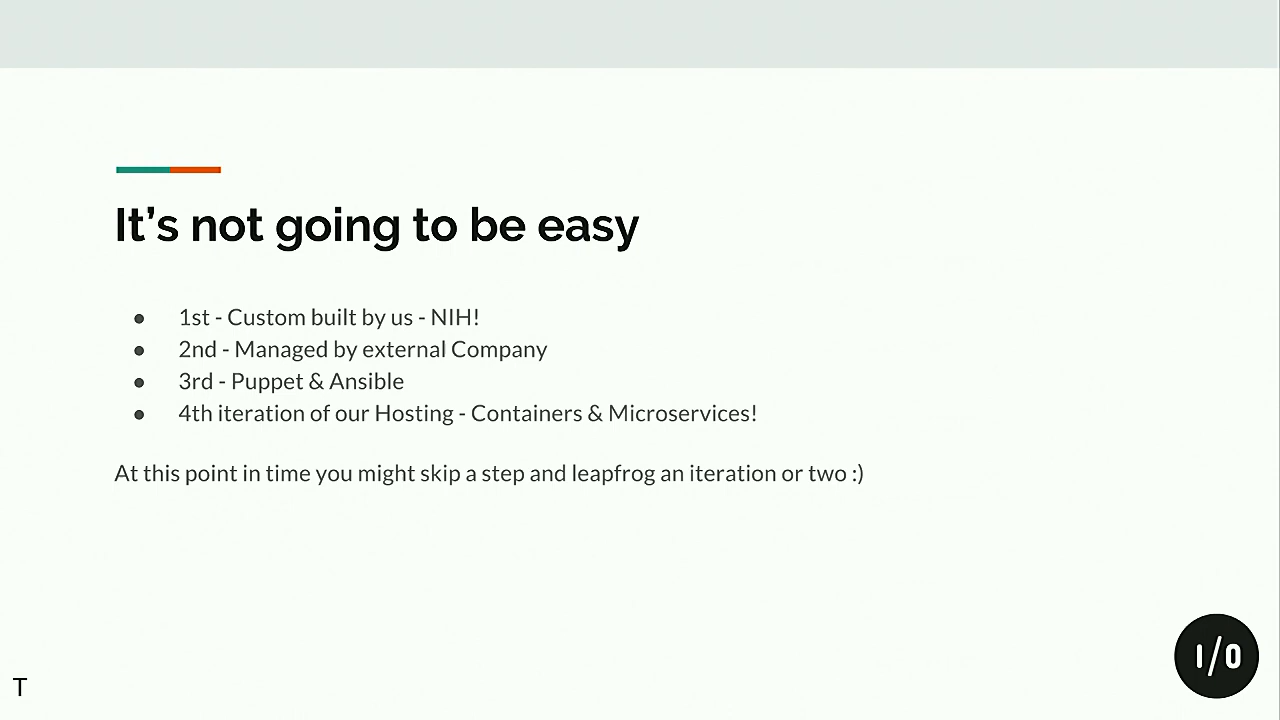 It’s not going to be easy
● 1st - Custom built by us - NIH!
● 2nd - Managed by external Company
● 3rd - Puppet & Ansible
● 4th iteration of our Hosting - Containers & Microservices!
At this point in time you might skip a step and leapfrog an iteration or two :)
I/O
T